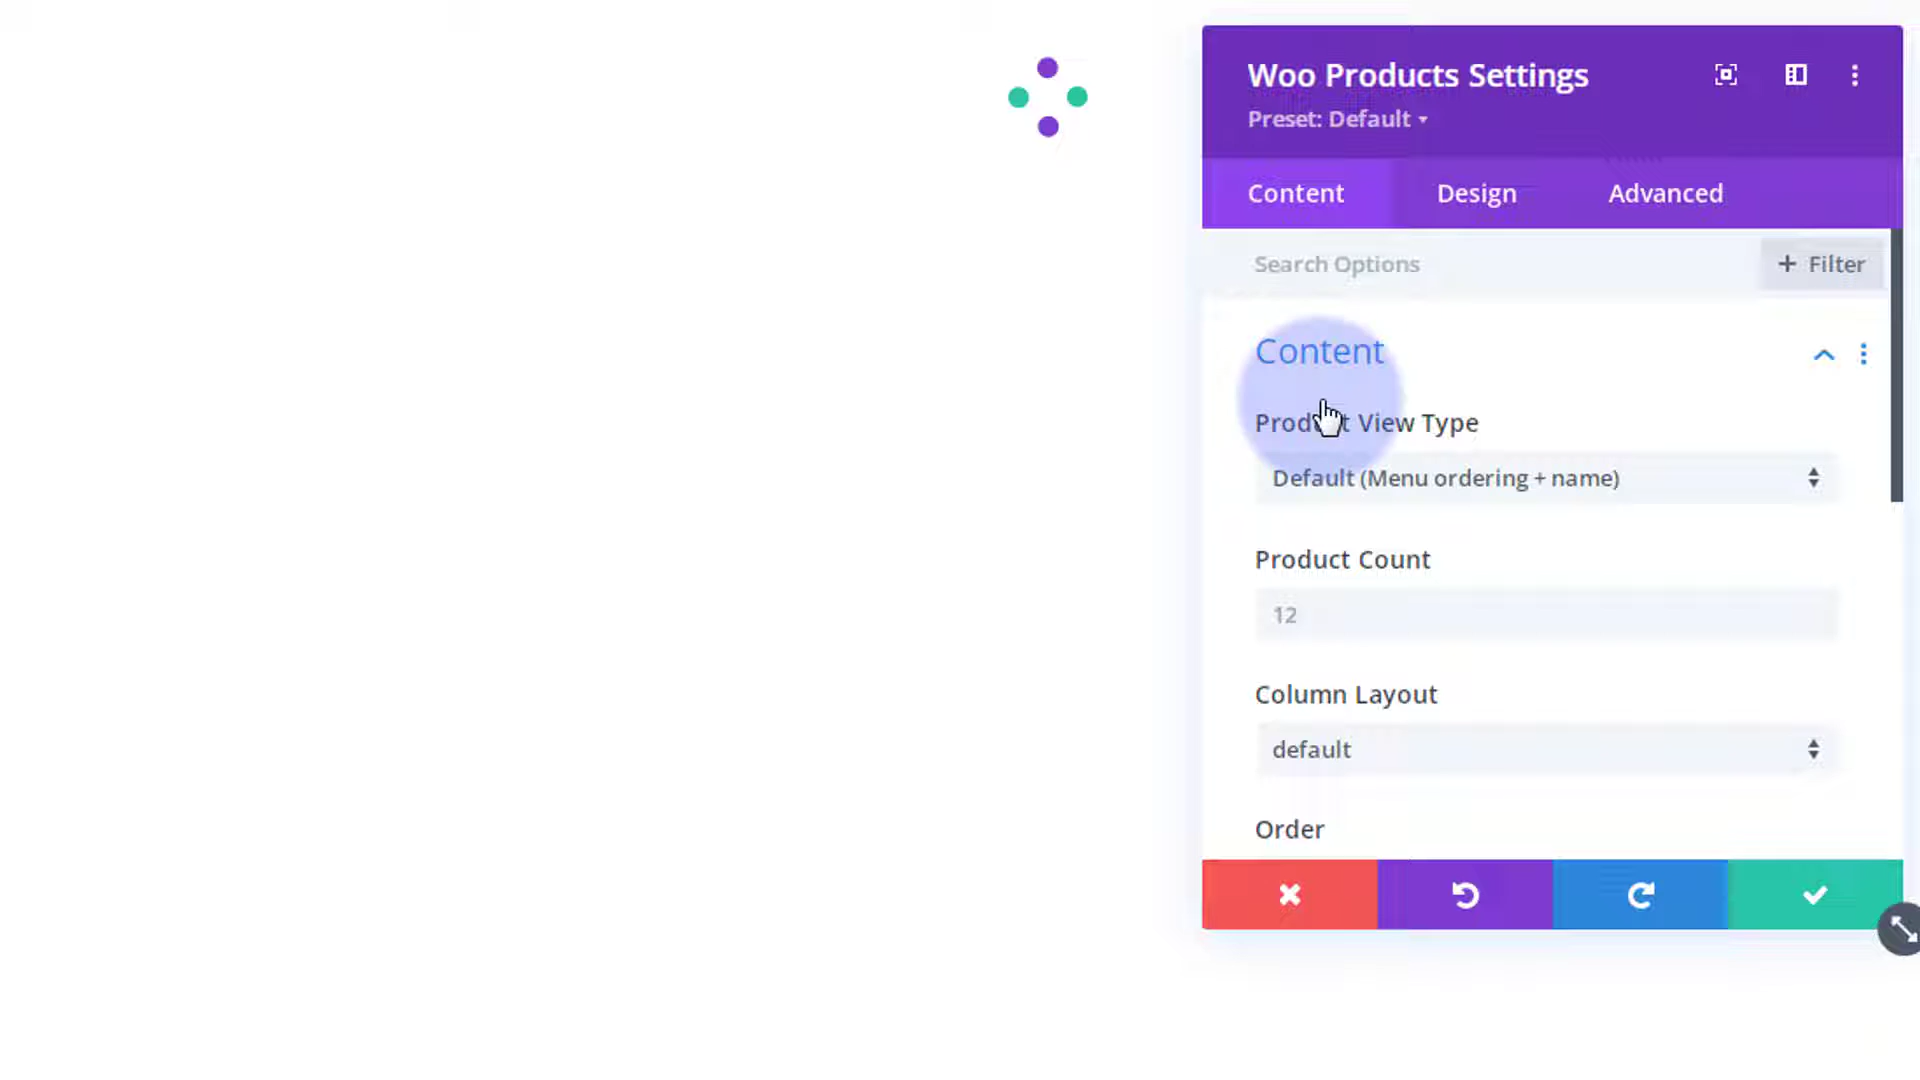 Woo Products Settings
Preset: Default
Content Design Advanced
Search Options + Filter
Content
Product View Type
Default (Menu ordering + name)
Product Count
12
Column Layout
default
Order